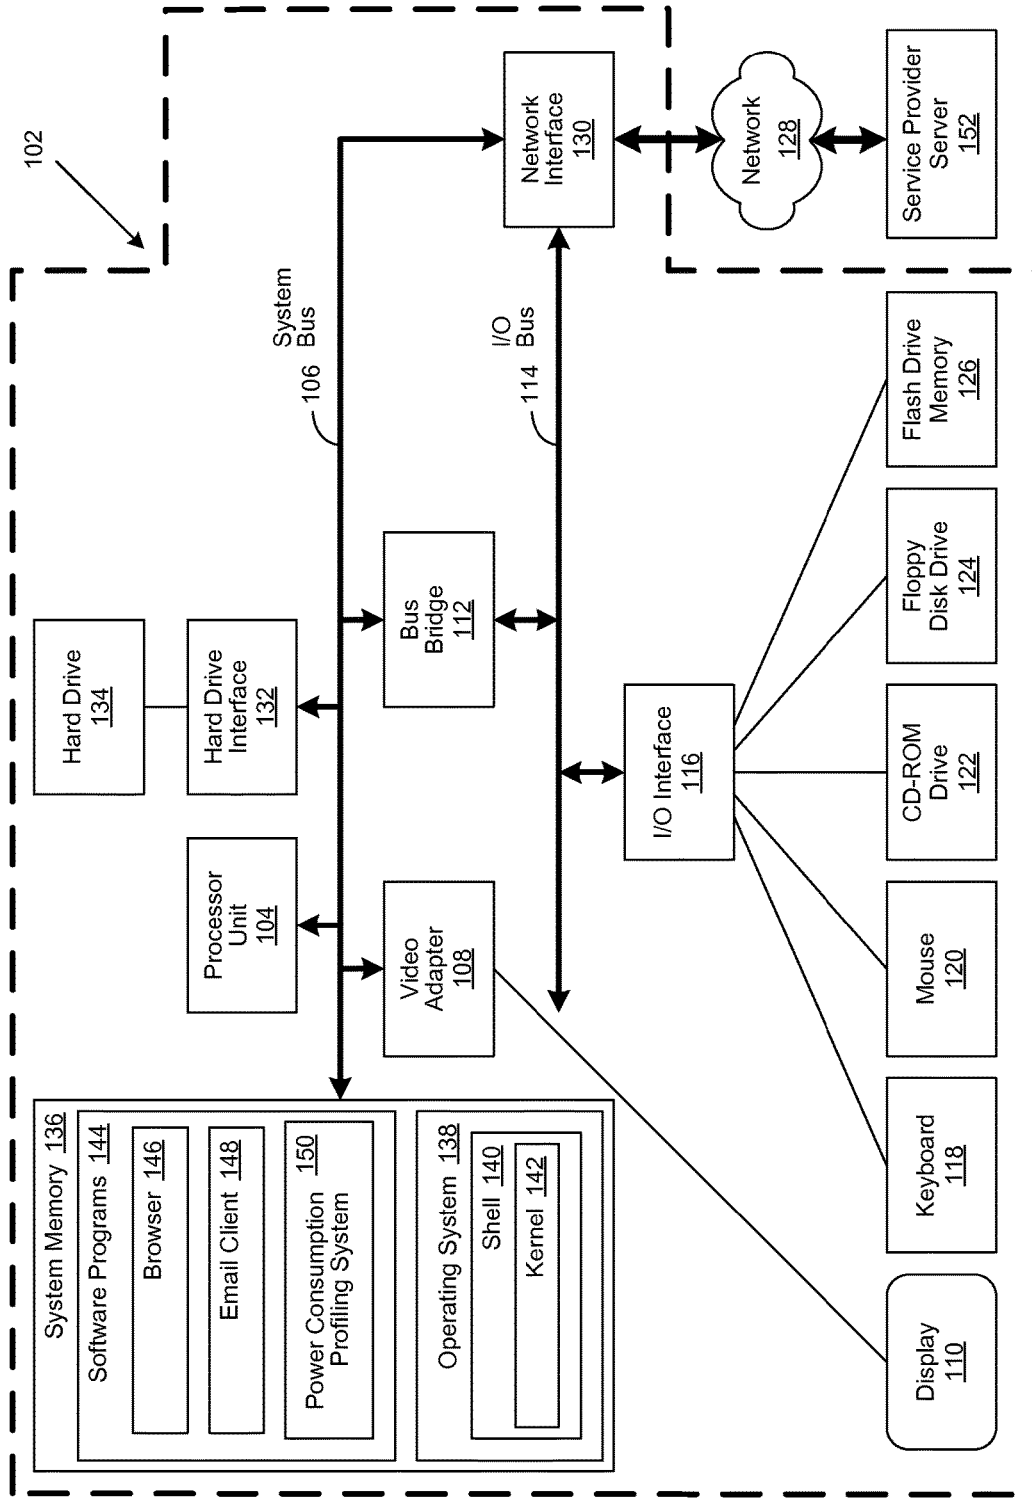 102
System Memory 136
Software Programs 144
Browser 146
Email Client 148
Power Consumption 150
Profiling System
Operating System 138
Shell 140
Kernel 142
Processor
Unit
104
Hard Drive
134
Hard Drive
Interface
132
Video
Adapter
108
Bus
Bridge
112
106
System
Bus
114
I/O
Bus
Network
Interface
130
I/O Interface
116
Network
128
Display
110
Keyboard
118
Mouse
120
CD-ROM
Drive
122
Floppy
Disk Drive
124
Flash Drive
Memory
126
Service Provider
Server
152